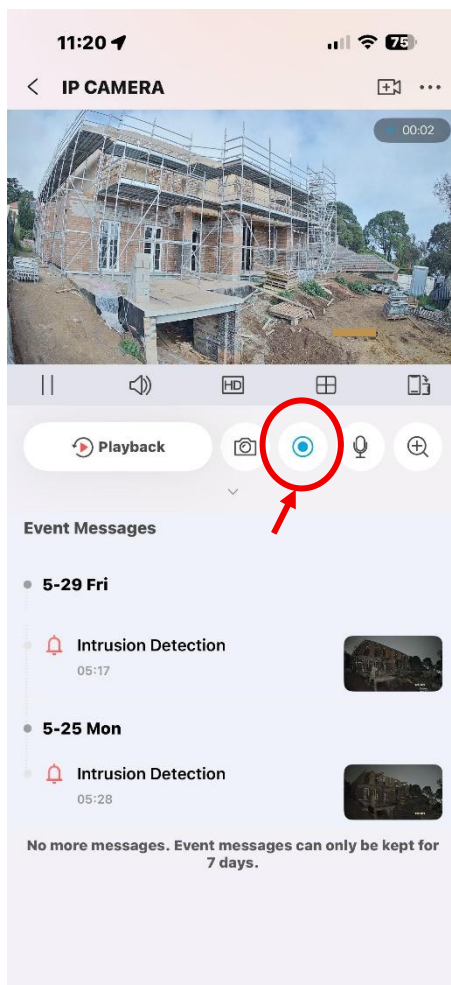 11:20
75
IP CAMERA
00:02
HD
Playback
Event Messages
5-29 Fri
Intrusion Detection
05:17
5-25 Mon
Intrusion Detection
05:28
No more messages. Event messages can only be kept for
7 days.